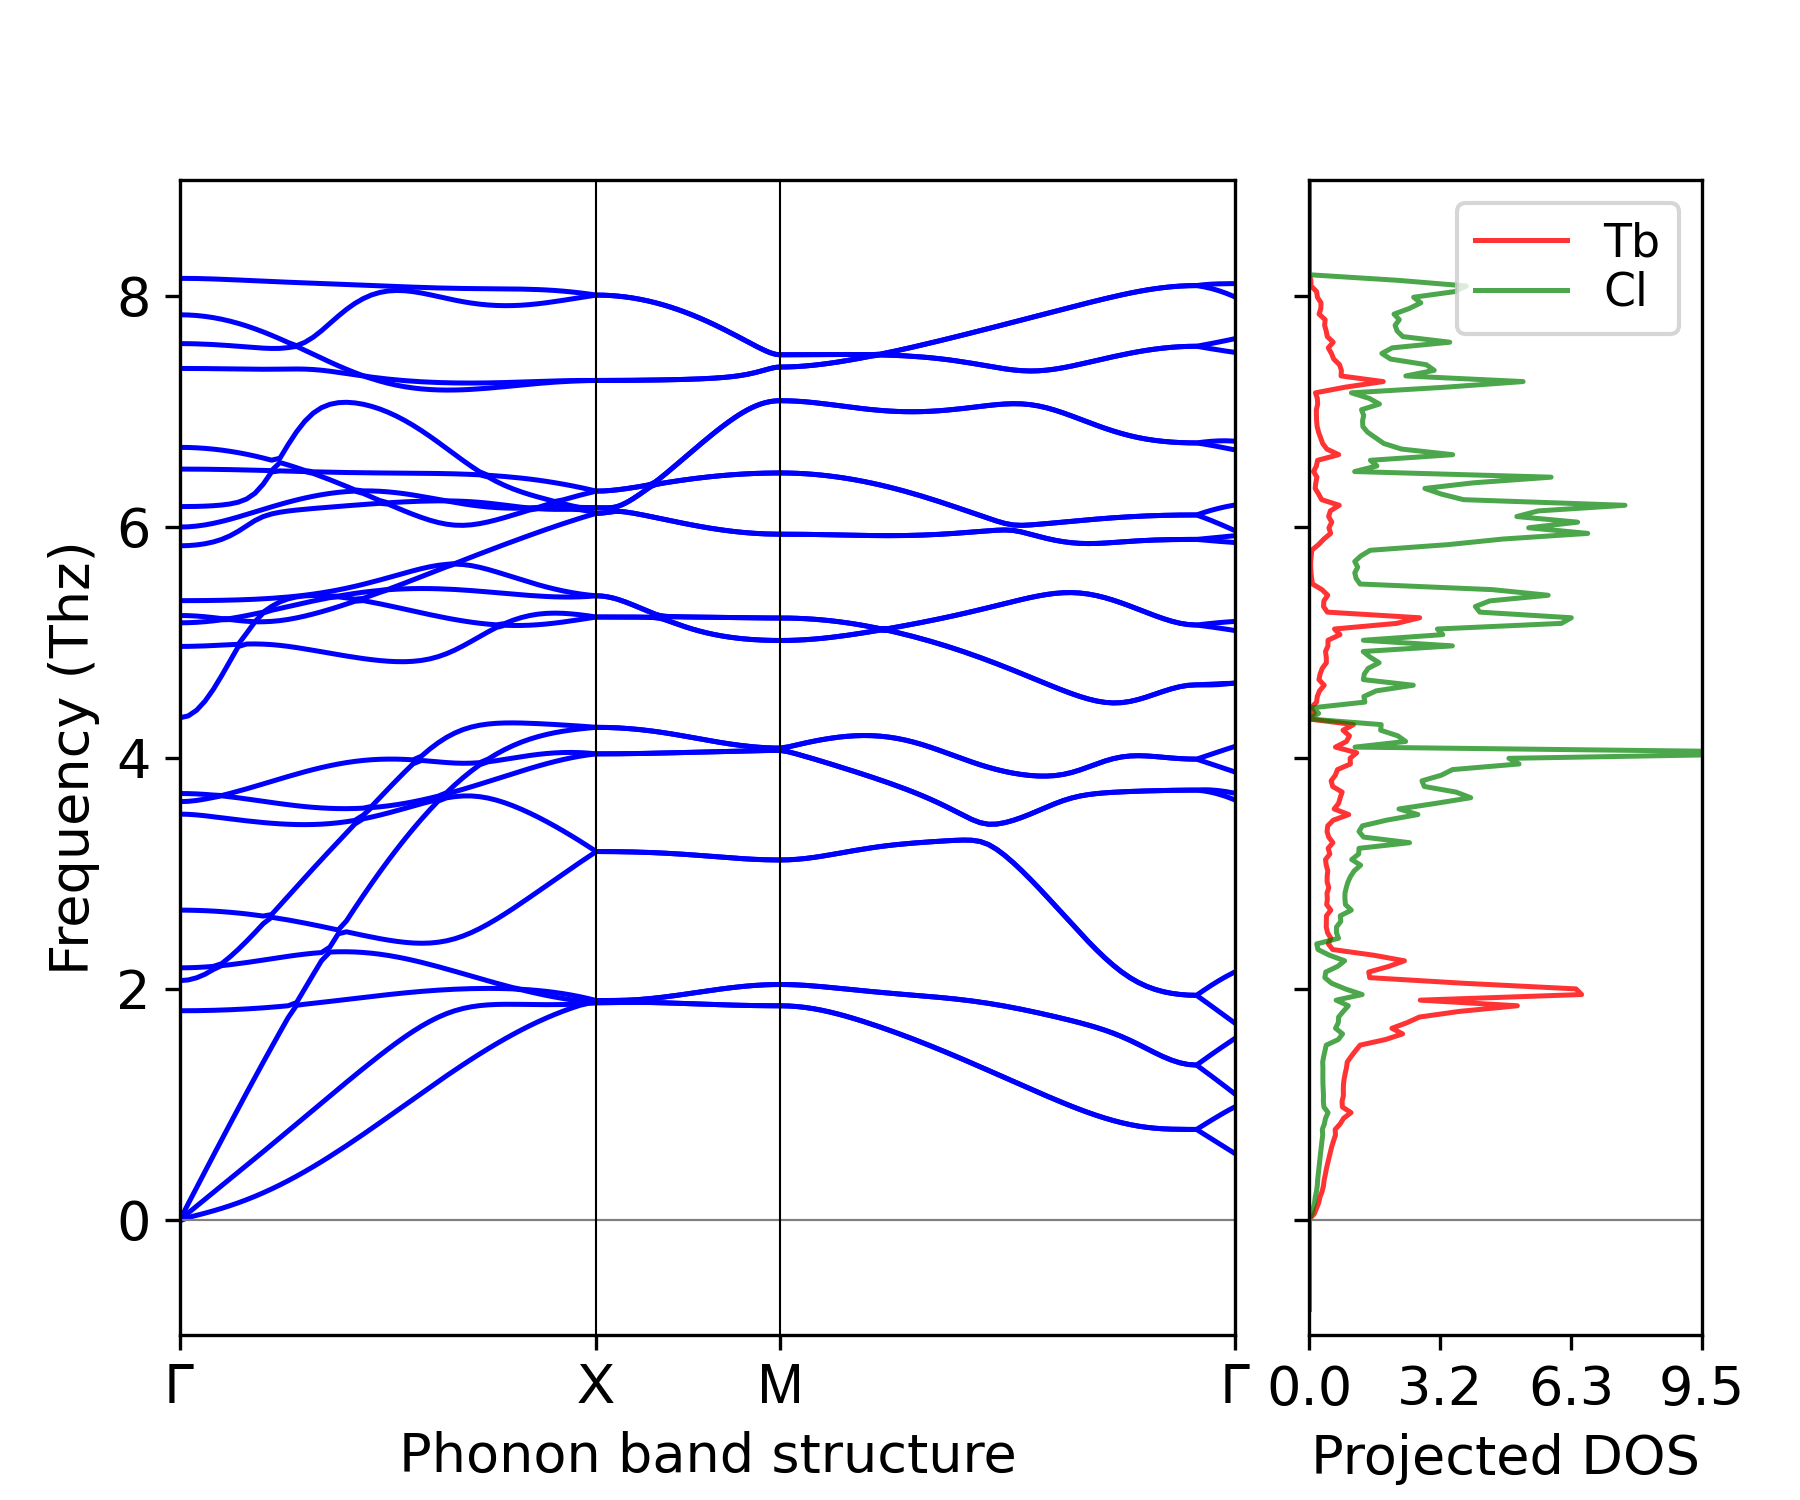 Frequency (Thz)
8
6
4
2
0
Γ X M Γ
Phonon band structure
Tb
Cl
0.0 3.2 6.3 9.5
Projected DOS